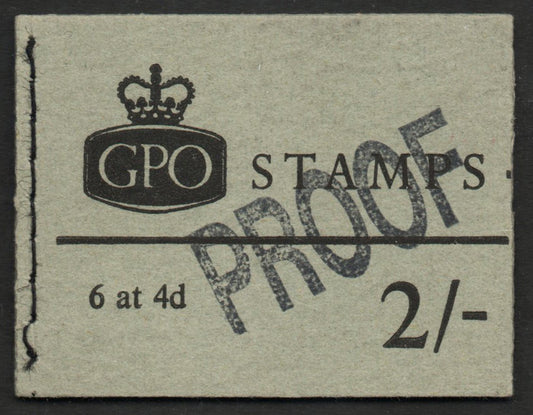 GPO STAMPS
PROOF
6 at 4d 2/-